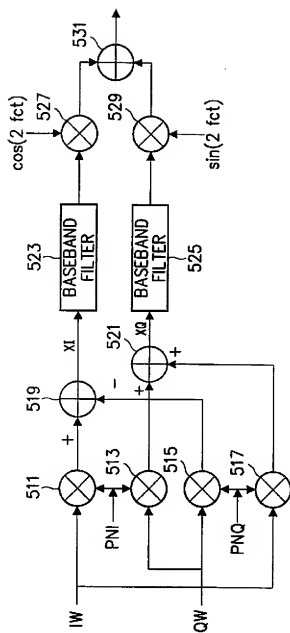 IW
QW
PNI
PNQ
511
513
515
517
519
521
+
-
+
+
XI
XQ
523
BASEBAND
FILTER
BASEBAND
FILTER
525
cos(2 fct)
527
529
sin(2 fct)
531